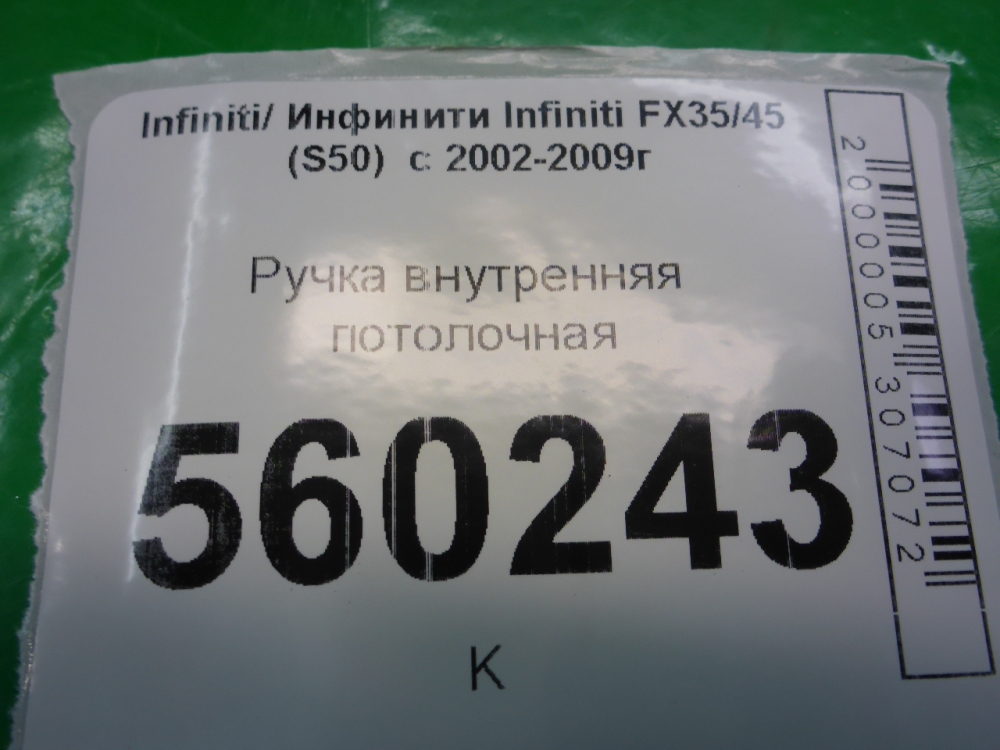 Infiniti/ Инфинити Infiniti FX35/45
(S50) с 2002-2009г
Ручка внутренняя
потолочная
560243
К
2000005307072